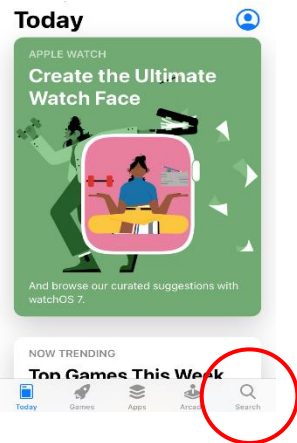 Today
APPLE WATCH
Create the Ultimate
Watch Face
And browse our curated suggestions with
watchOS 7.
NOW TRENDING
Top Games This Week
Today Games Apps Arcade Search